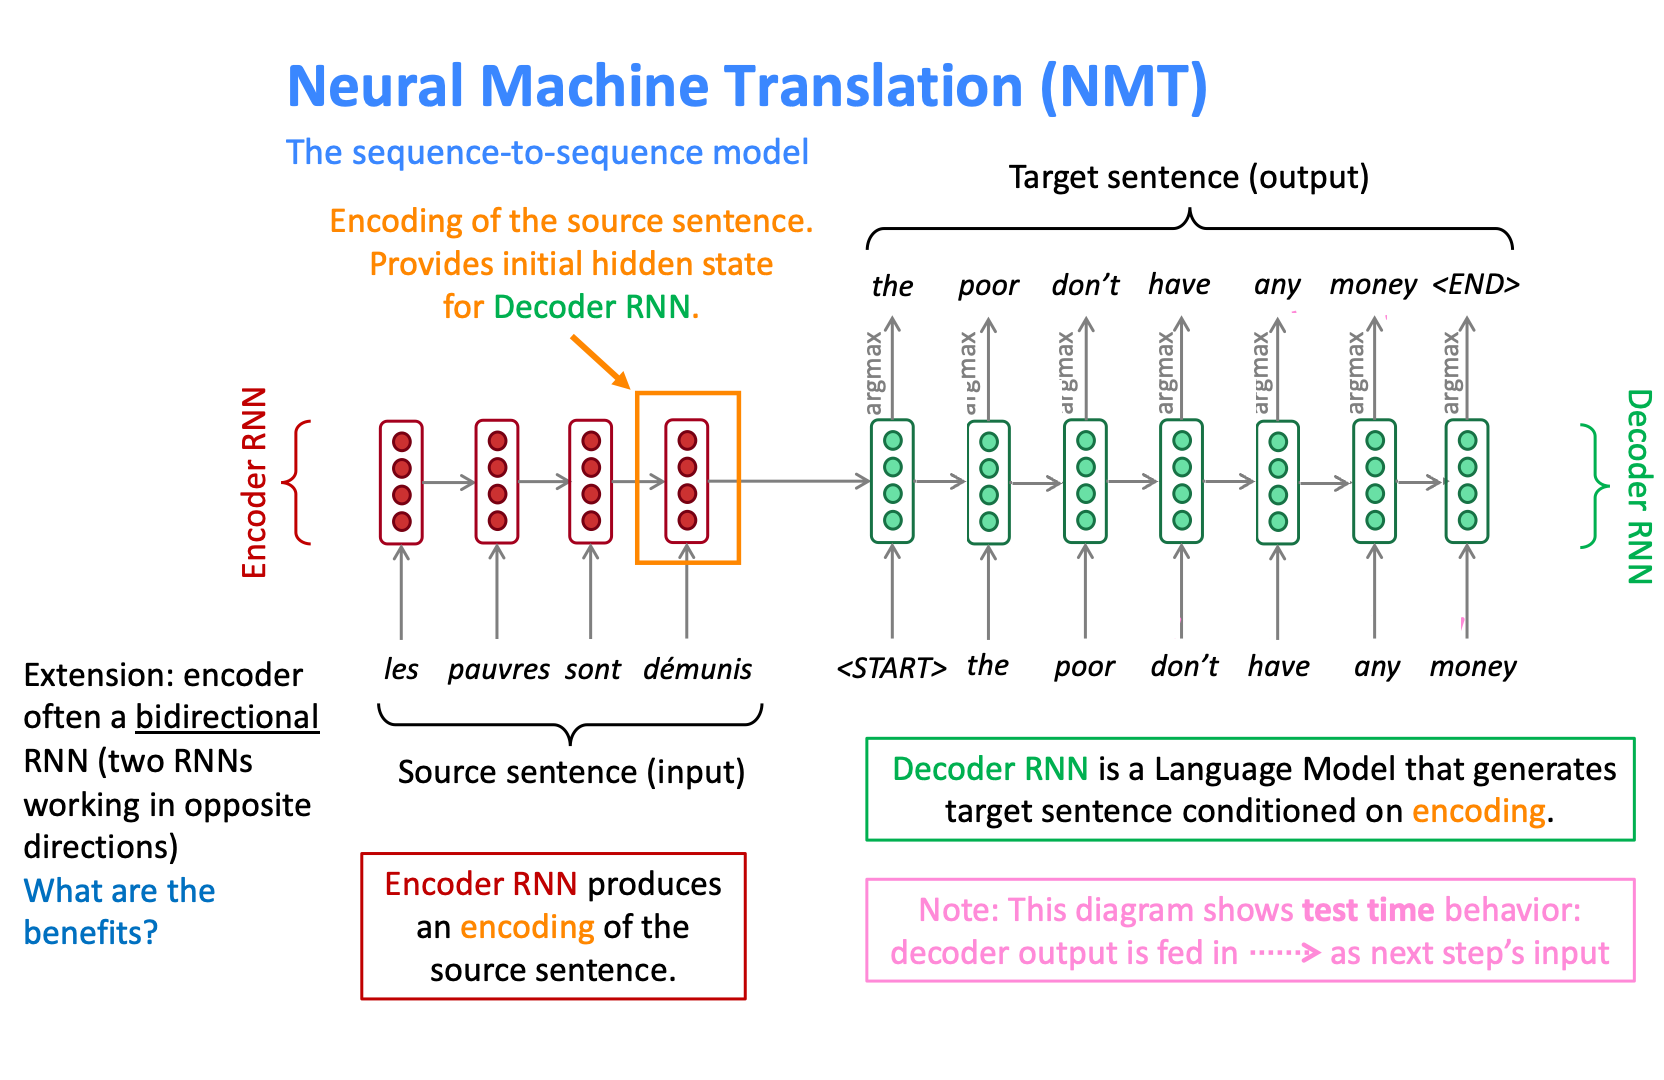 Neural Machine Translation (NMT)
The sequence-to-sequence model
Encoding of the source sentence.
Provides initial hidden state
for Decoder RNN.
Target sentence (output)
the poor don't have any money <END>
argmax argmax argmax argmax argmax argmax argmax
Encoder RNN
Decoder RNN
les pauvres sont démunis
<START> the poor don't have any money
Source sentence (input)
Extension: encoder
often a bidirectional
RNN (two RNNs
working in opposite
directions)
What are the
benefits?
Encoder RNN produces
an encoding of the
source sentence.
Decoder RNN is a Language Model that generates
target sentence conditioned on encoding.
Note: This diagram shows test time behavior:
decoder output is fed in as next step's input